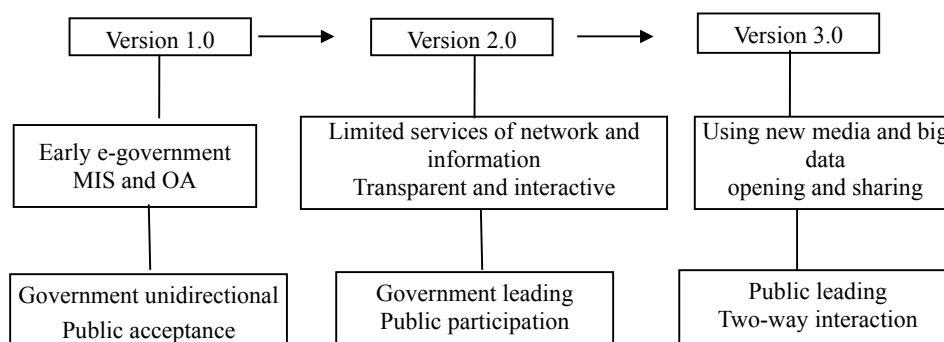 Version 1.0
Version 2.0
Version 3.0
Early e-government
MIS and OA
Limited services of network and
information
Transparent and interactive
Using new media and big
data
opening and sharing
Government unidirectional
Public acceptance
Government leading
Public participation
Public leading
Two-way interaction